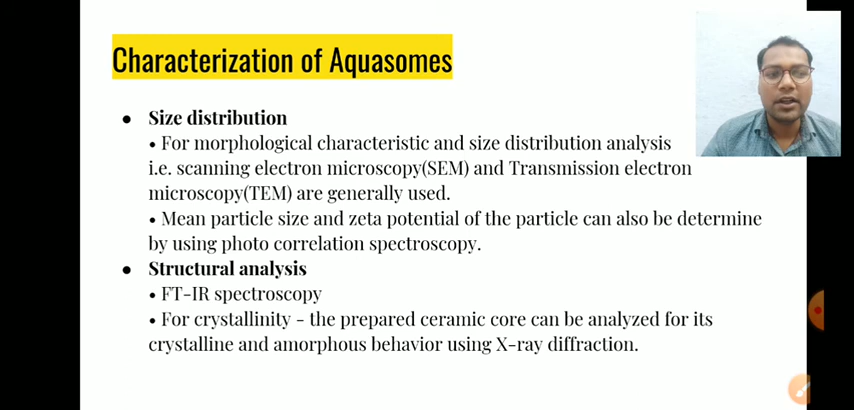 Characterization of Aquasomes
● Size distribution
• For morphological characteristic and size distribution analysis
i.e. scanning electron microscopy(SEM) and Transmission electron
microscopy(TEM) are generally used.
• Mean particle size and zeta potential of the particle can also be determine
by using photo correlation spectroscopy.
● Structural analysis
• FT-IR spectroscopy
• For crystallinity - the prepared ceramic core can be analyzed for its
crystalline and amorphous behavior using X-ray diffraction.